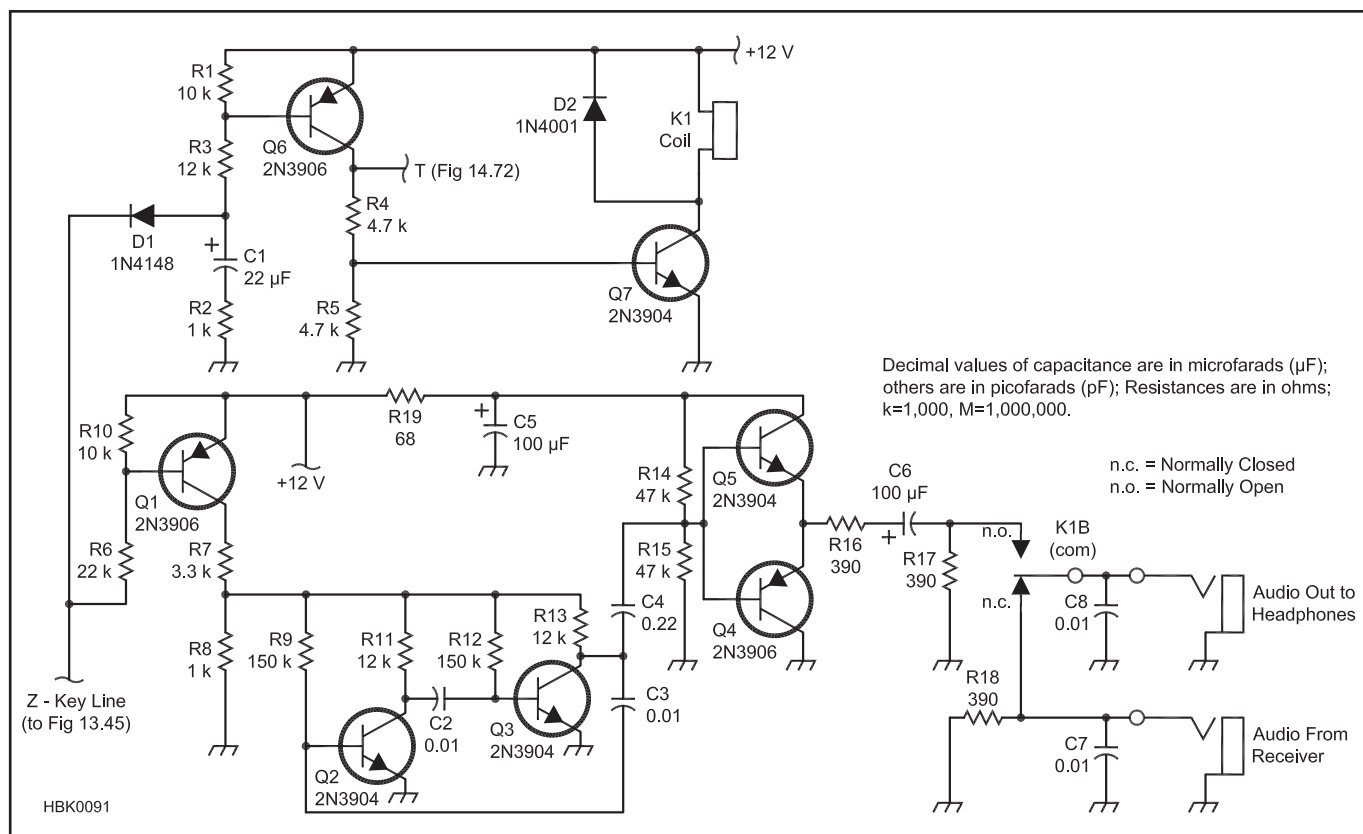 +12 V
R1
10 k
D2
1N4001
K1
Coil
R3
12 k
Q6
2N3906
T (Fig 14.72)
D1
1N4148
+
C1
22 µF
R4
4.7 k
R2
1 k
R5
4.7 k
Q7
2N3904
Decimal values of capacitance are in microfarads (µF);
others are in picofarads (pF); Resistances are in ohms;
k=1,000, M=1,000,000.
n.c. = Normally Closed
n.o. = Normally Open
R10
10 k
Q1
2N3906
+12 V
R19
68
+
C5
100 µF
R14
47 k
Q5
2N3904
C6
100 µF
+
R16
390
R17
390
n.o.
K1B
(com)
n.c.
C8
0.01
Audio Out to
Headphones
R6
22 k
R7
3.3 k
R15
47 k
Q4
2N3906
R8
1 k
R9
150 k
R11
12 k
R12
150 k
R13
12 k
C4
0.22
C2
0.01
Q3
2N3904
C3
0.01
Q2
2N3904
R18
390
C7
0.01
Audio From
Receiver
Z - Key Line
(to Fig 13.45)
HBK0091